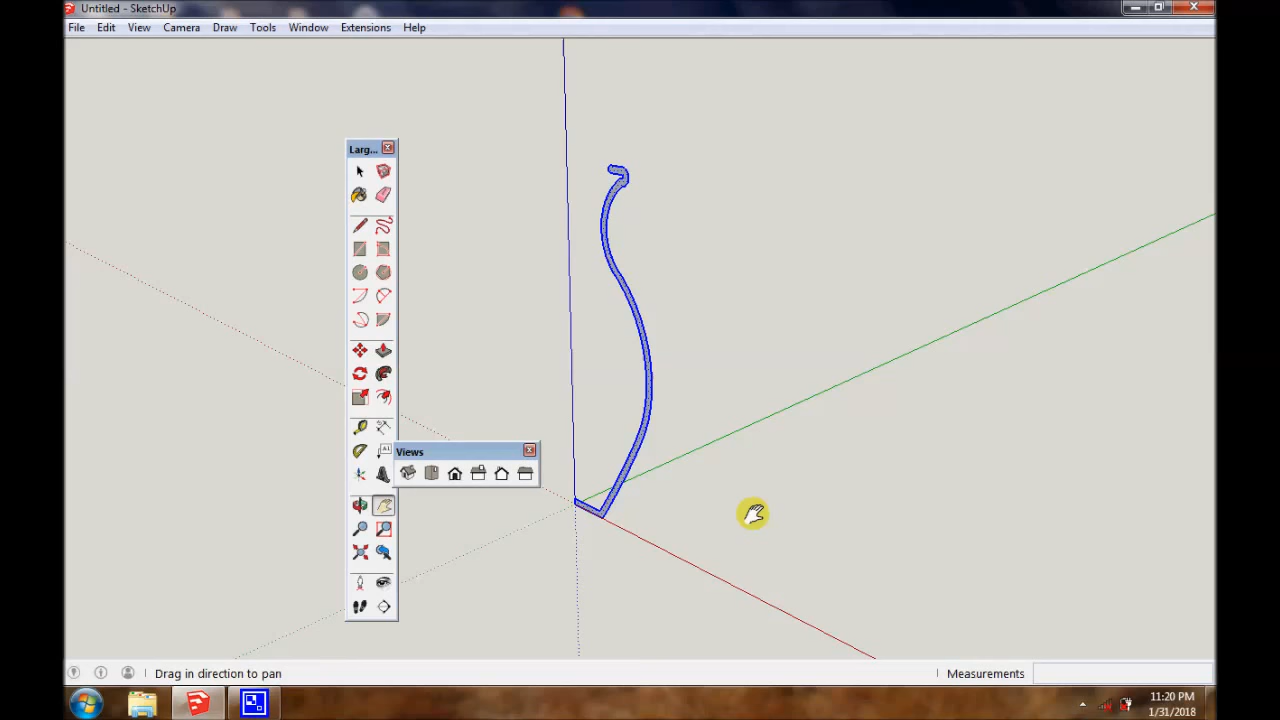 Untitled - SketchUp
File Edit View Camera Draw Tools Window Extensions Help
Larg...
A1
Views
Drag in direction to pan
Measurements
11:20 PM
1/31/2018